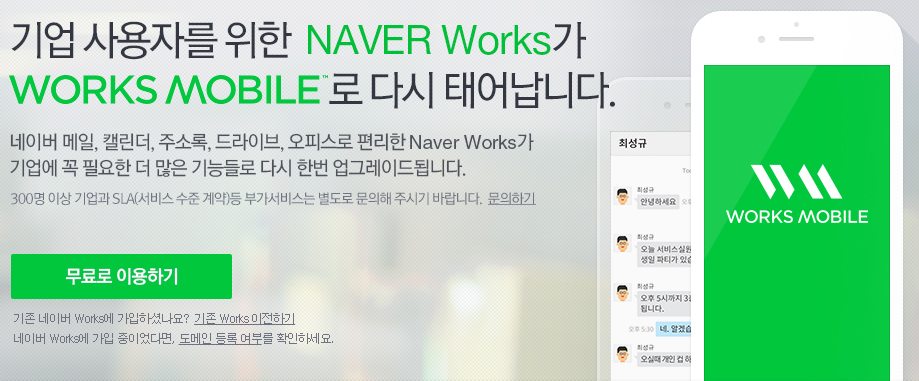 기업 사용자를 위한 NAVER Works가
WORKS MOBILE™로 다시 태어납니다.
네이버 메일, 캘린더, 주소록, 드라이브, 오피스로 편리한 Naver Works가
기업에 꼭 필요한 더 많은 기능들로 다시 한번 업그레이드됩니다.
300명 이상 기업과 SLA(서비스 수준 계약)등 부가서비스는 별도로 문의해 주시기 바랍니다. 문의하기
무료로 이용하기
기존 네이버 Works에 가입하셨나요? 기존 Works 이전하기
네이버 Works에 가입 중이었다면, 도메인 등록 여부를 확인하세요.
최성규
최성규
안녕하세요
최성규
오늘 서비스실
생일 파티가 있습
최성규
오후 5시까지 3
됩니다.
오후 5:30 네. 알겠습
최성규
오실때 개인 컵 하
WORKS MOBILE